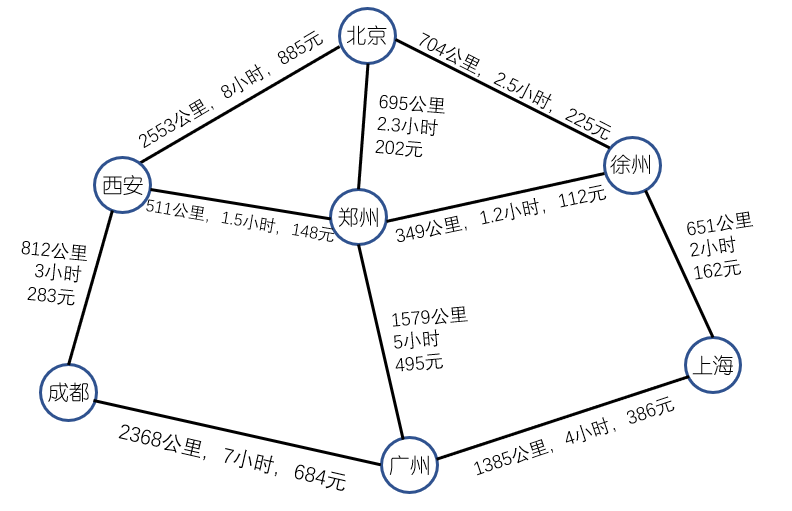 北京
2553公里，8小时，885元
704公里，2.5小时，225元
695公里
2.3小时
202元
徐州
西安
511公里，1.5小时，148元
郑州
349公里，1.2小时，112元
812公里
3小时
283元
651公里
2小时
162元
1579公里
5小时
495元
上海
成都
2368公里，7小时，684元
1385公里，4小时，386元
广州